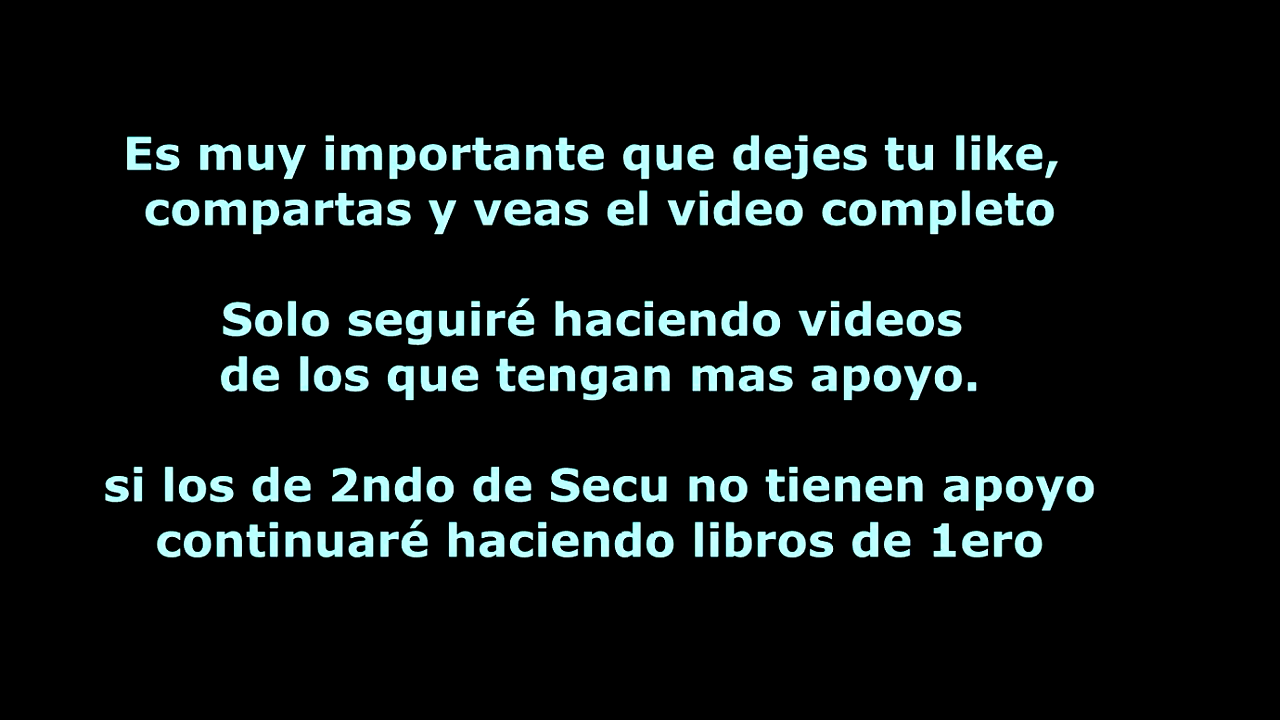 Es muy importante que dejes tu like,
compartas y veas el video completo
Solo seguiré haciendo videos
de los que tengan mas apoyo.
si los de 2ndo de Secu no tienen apoyo
continuaré haciendo libros de 1ero